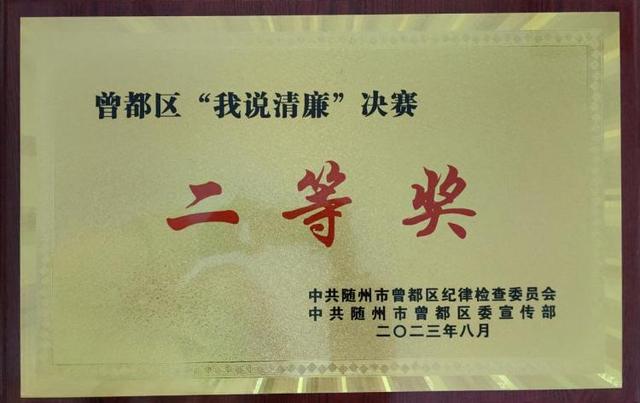 曾都区“我说清廉”决赛
二等奖
中共随州市曾都区纪律检查委员会
中共随州市曾都区委宣传部
二〇二三年八月